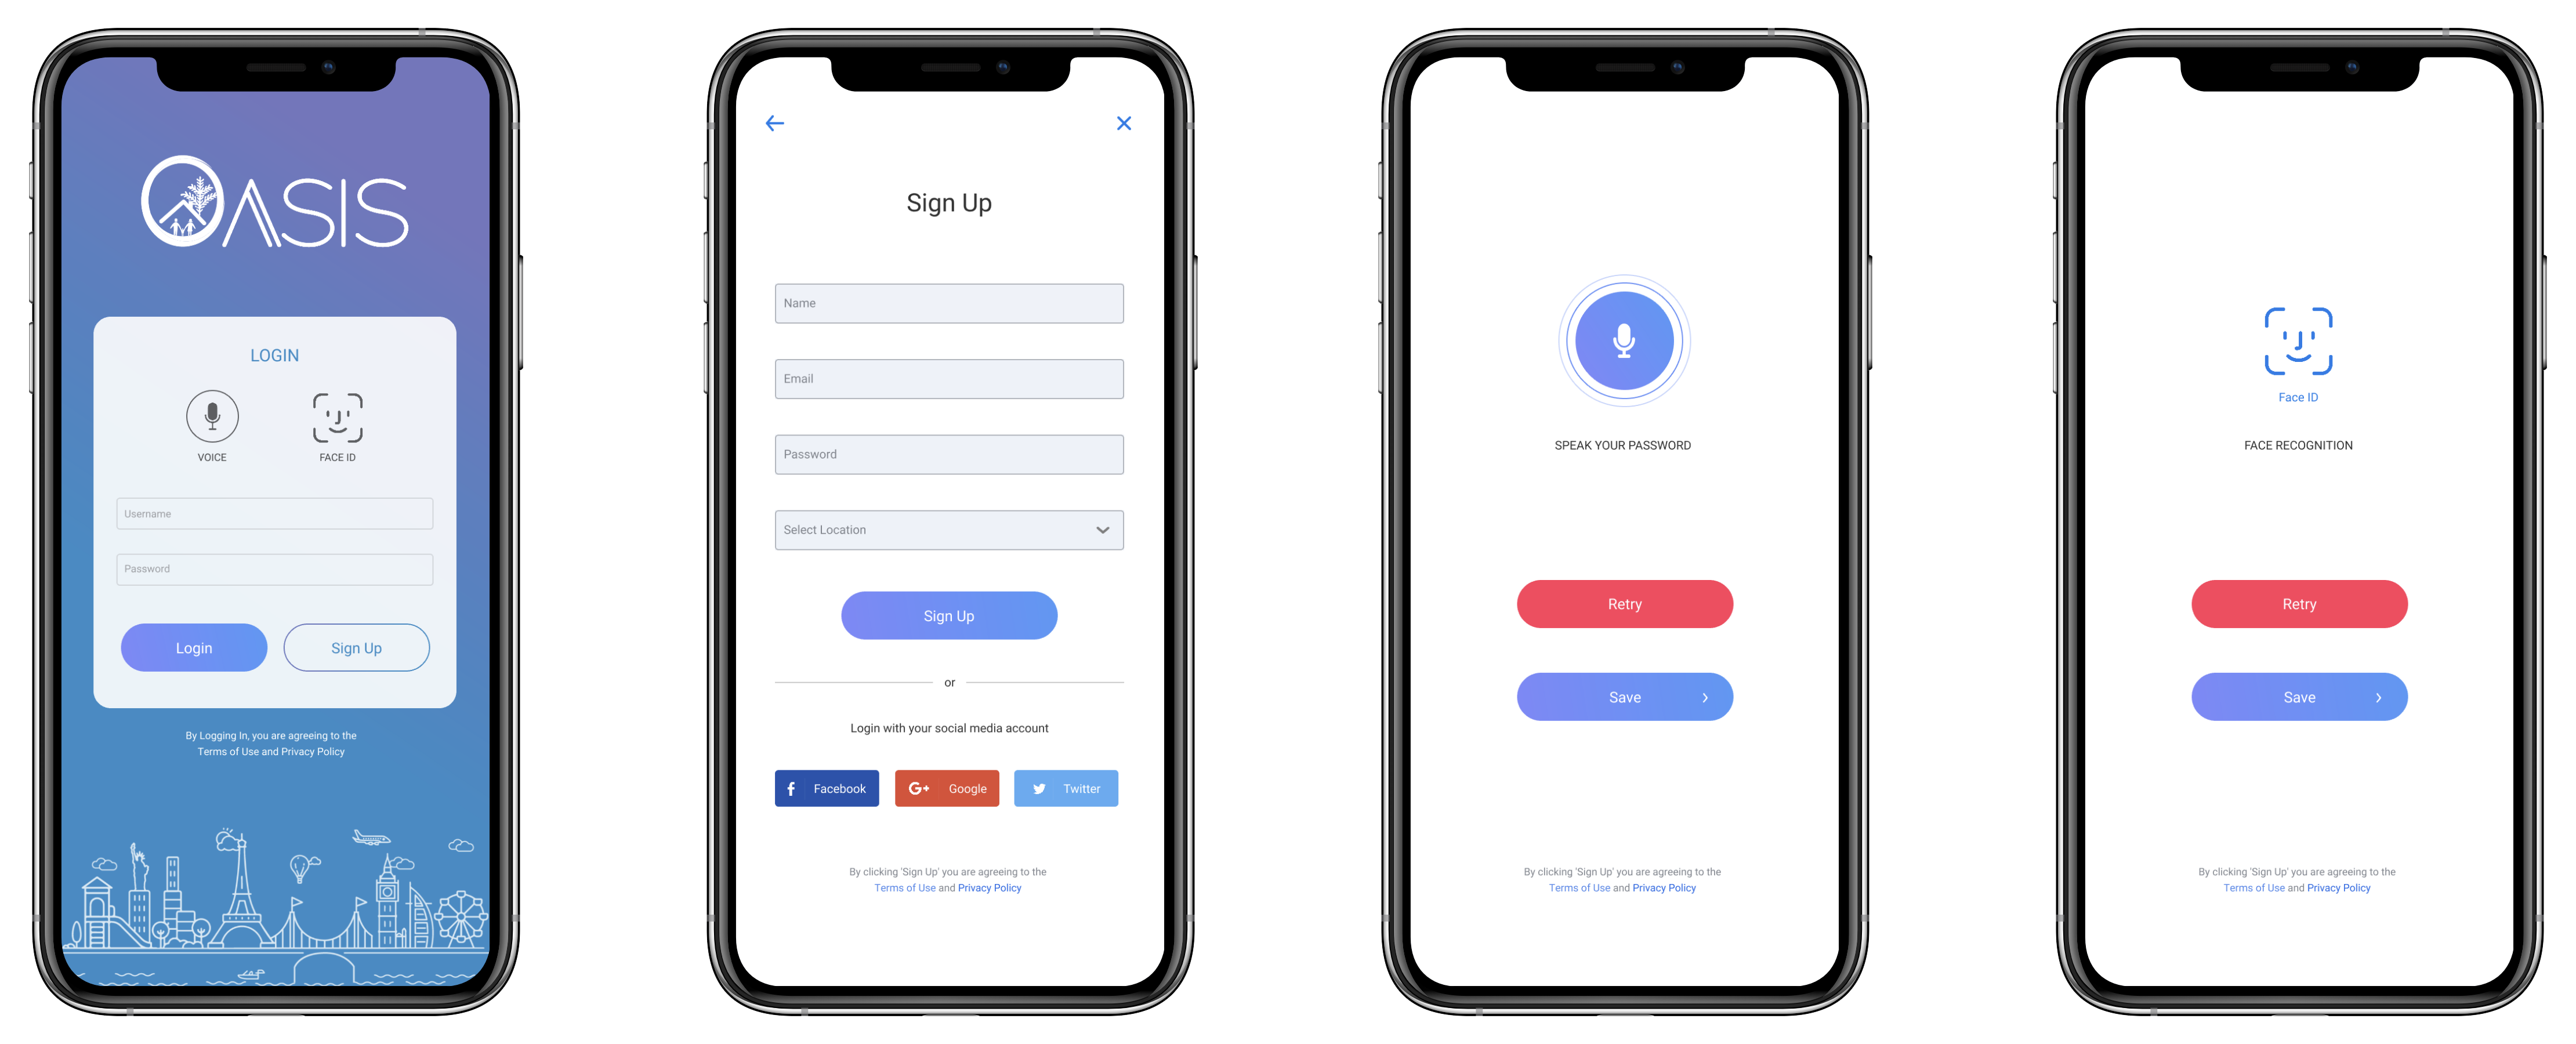 OASIS
LOGIN
VOICE
FACE ID
Username
Password
Login
Sign Up
By Logging In, you are agreeing to the
Terms of Use and Privacy Policy
Sign Up
Name
Email
Password
Select Location
Sign Up
or
Login with your social media account
f Facebook
G+ Google
Twitter
By clicking 'Sign Up' you are agreeing to the
Terms of Use and Privacy Policy
SPEAK YOUR PASSWORD
Retry
Save
By clicking 'Sign Up' you are agreeing to the
Terms of Use and Privacy Policy
Face ID
FACE RECOGNITION
Retry
Save
By clicking 'Sign Up' you are agreeing to the
Terms of Use and Privacy Policy